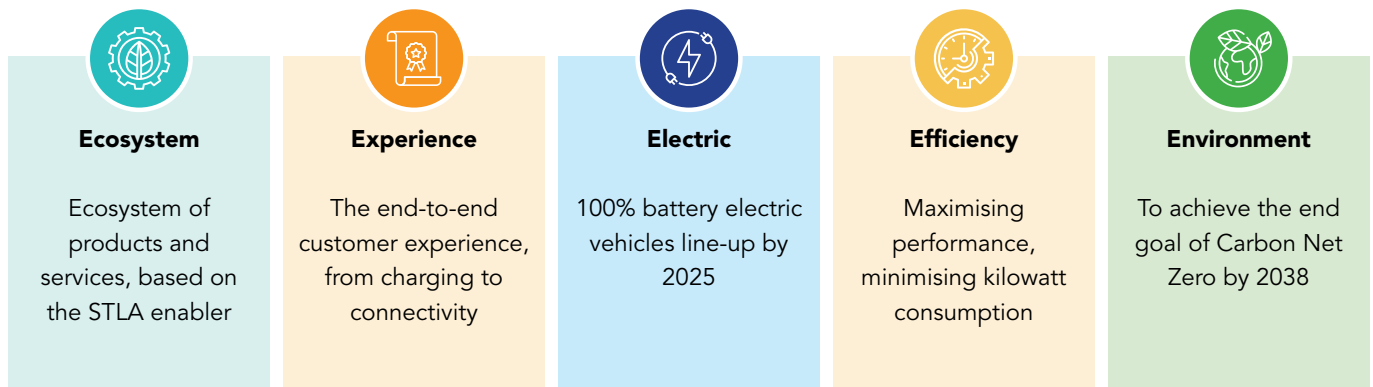 Ecosystem
Ecosystem of
products and
services, based on
the STLA enabler
Experience
The end-to-end
customer experience,
from charging to
connectivity
Electric
100% battery electric
vehicles line-up by
2025
Efficiency
Maximising
performance,
minimising kilowatt
consumption
Environment
To achieve the end
goal of Carbon Net
Zero by 2038